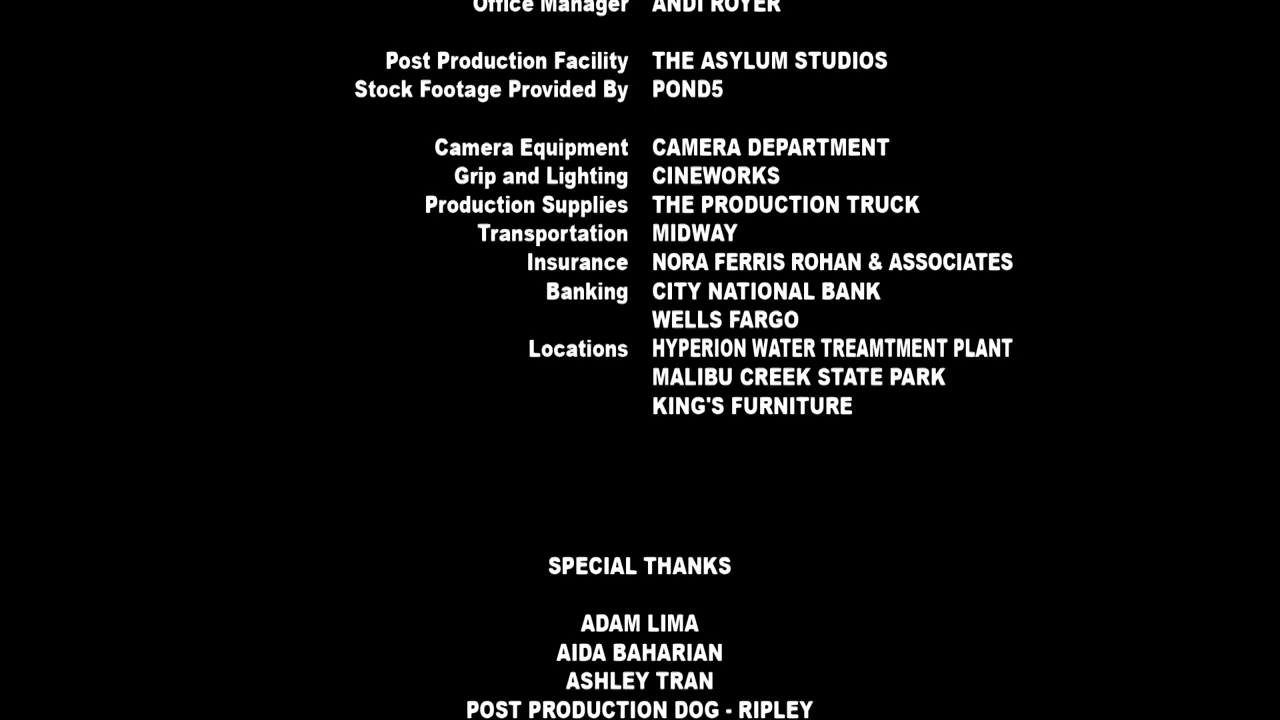 Office Manager ANDI ROYER
Post Production Facility THE ASYLUM STUDIOS
Stock Footage Provided By POND5
Camera Equipment CAMERA DEPARTMENT
Grip and Lighting CINEWORKS
Production Supplies THE PRODUCTION TRUCK
Transportation MIDWAY
Insurance NORA FERRIS ROHAN & ASSOCIATES
Banking CITY NATIONAL BANK
WELLS FARGO
Locations HYPERION WATER TREAMTMENT PLANT
MALIBU CREEK STATE PARK
KING'S FURNITURE
SPECIAL THANKS
ADAM LIMA
AIDA BAHARIAN
ASHLEY TRAN
POST PRODUCTION DOG - RIPLEY